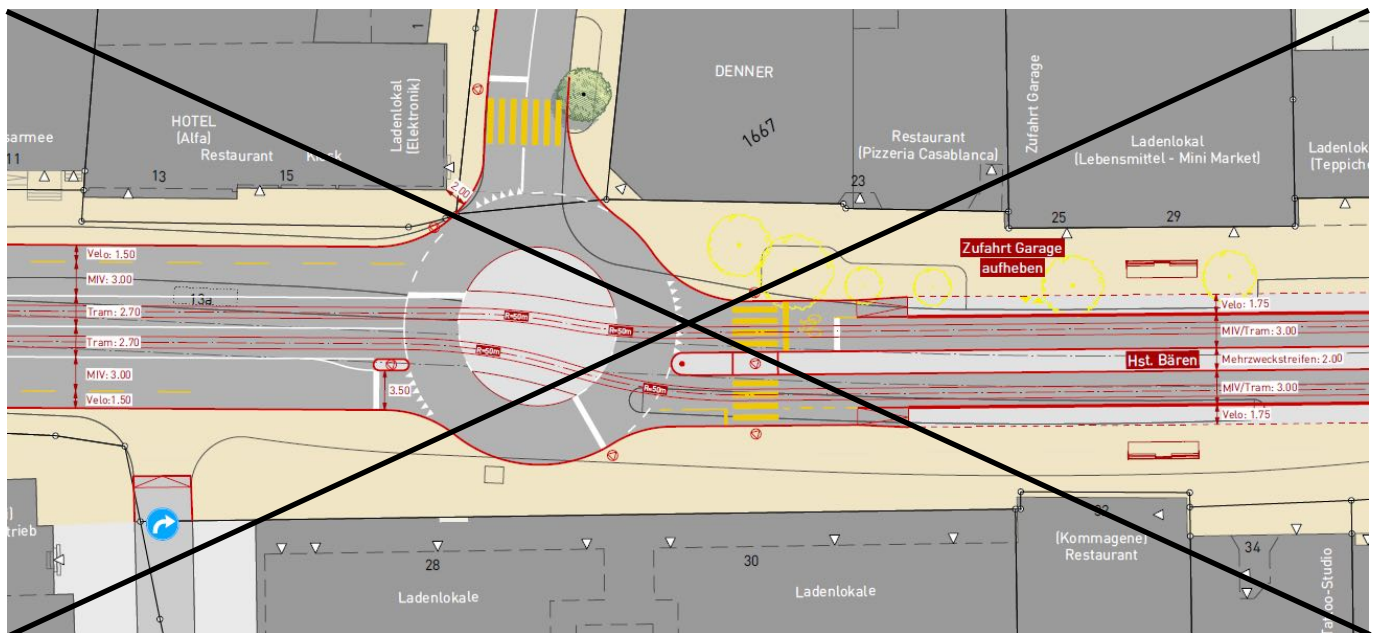 1
DENNER
HOTEL
(Alfa)
Restaurant
Kiosk
Ladenlokal
(Elektronik)
sarmee
11
13
15
1667
Restaurant
(Pizzeria Casablanca)
23
Zufahrt Garage
Ladenlokal
(Lebensmittel - Mini Market)
25
29
Ladenlok
(Teppiche
2.00
Zufahrt Garage
aufheben
Velo: 1.50
MIV: 3.00
13a
Tram: 2.70
Tram: 2.70
MIV: 3.00
Velo:1.50
R=50m
R=50m
R=50m
R=50m
3.50
Velo: 1.75
MIV/Tram: 3.00
Hst. Bären
Mehrzweckstreifen: 2.00
MIV/Tram: 3.00
Velo: 1.75
trieb
28
Ladenlokale
30
Ladenlokale
32
(Kommagene)
Restaurant
34
Tattoo-Studio